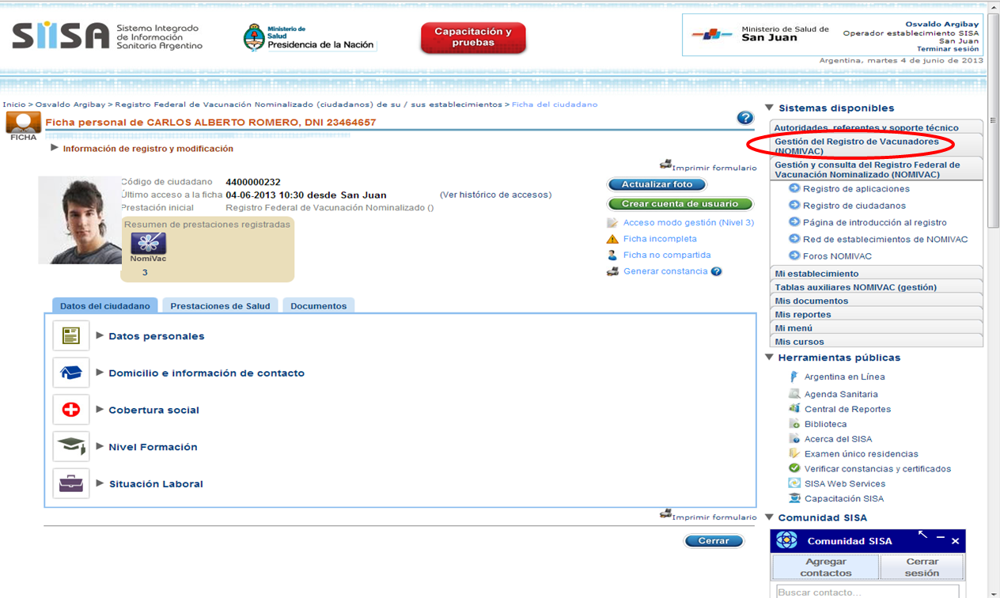 SIISA
Sistema Integrado
de Información
Sanitaria Argentino
Ministerio de
Salud
Presidencia de la Nación
Capacitación y
pruebas
Ministerio de Salud de
San Juan
Osvaldo Argibay
Operador establecimiento SISA
San Juan
Terminar sesión
Argentina, martes 4 de junio de 2013
Inicio > Osvaldo Argibay > Registro Federal de Vacunación Nominalizado (ciudadanos) de su / sus establecimientos > Ficha del ciudadano
FICHA
Ficha personal de CARLOS ALBERTO ROMERO, DNI 23464657
Información de registro y modificación
Imprimir formulario
Código de ciudadano 4400000232
Último acceso a la ficha 04-06-2013 10:30 desde San Juan (Ver histórico de accesos)
Prestación inicial Registro Federal de Vacunación Nominalizado ()
Resumen de prestaciones registradas
NomiVac
3
Actualizar foto
Crear cuenta de usuario
Acceso modo gestión (Nivel 3)
Ficha incompleta
Ficha no compartida
Generar constancia
Datos del ciudadano Prestaciones de Salud Documentos
Datos personales
Domicilio e información de contacto
Cobertura social
Nivel Formación
Situación Laboral
Imprimir formulario
Cerrar
Sistemas disponibles
Autoridades, referentes y soporte técnico
Gestión del Registro de Vacunadores
(NOMIVAC)
Gestión y consulta del Registro Federal de
Vacunación Nominalizado (NOMIVAC)
Registro de aplicaciones
Registro de ciudadanos
Página de introducción al registro
Red de establecimientos de NOMIVAC
Foros NOMIVAC
Mi establecimiento
Tablas auxiliares NOMIVAC (gestión)
Mis documentos
Mis reportes
Mi menú
Mis cursos
Herramientas públicas
Argentina en Línea
Agenda Sanitaria
Central de Reportes
Biblioteca
Acerca del SISA
Examen único residencias
Verificar constancias y certificados
SISA Web Services
Capacitación SISA
Comunidad SISA
Comunidad SISA
Agregar
contactos
Cerrar
sesión
Buscar contacto...